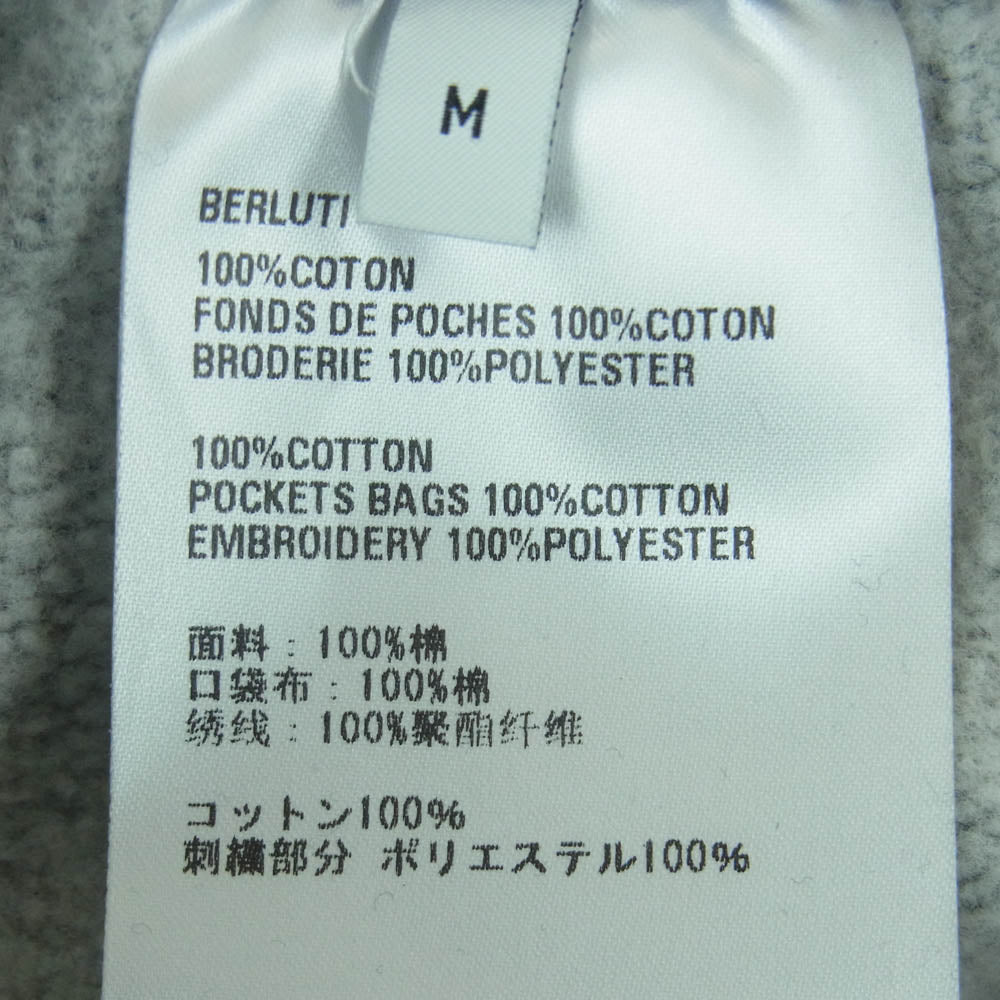 M
BERLUTI
100%COTON
FONDS DE POCHES 100%COTON
BRODERIE 100%POLYESTER
100%COTTON
POCKETS BAGS 100%COTTON
EMBROIDERY 100%POLYESTER
面料：100%棉
口袋布：100%棉
绣线：100%聚酯纤维
コットン100%
刺繍部分 ポリエステル100%